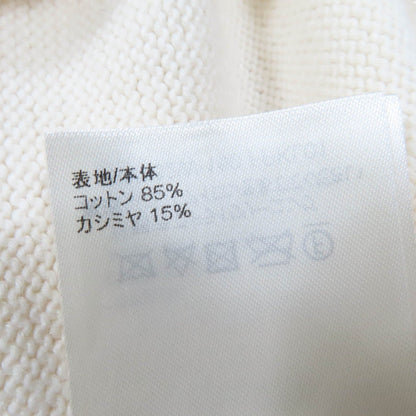 表地/本体
コットン 85%
カシミヤ 15%